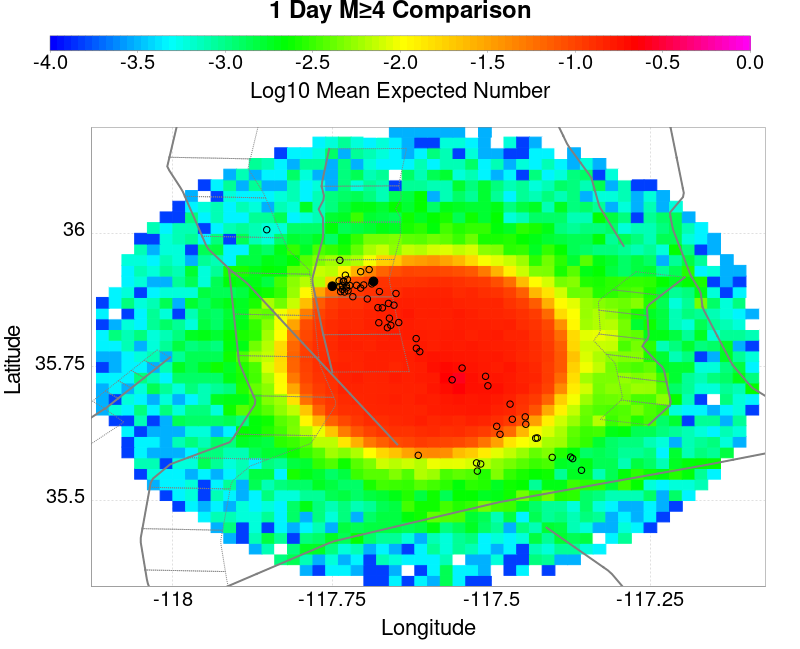 1 Day M≥4 Comparison
-4.0 -3.5 -3.0 -2.5 -2.0 -1.5 -1.0 -0.5 0.0
Log10 Mean Expected Number
36
35.75
35.5
Latitude
-118 -117.75 -117.5 -117.25
Longitude